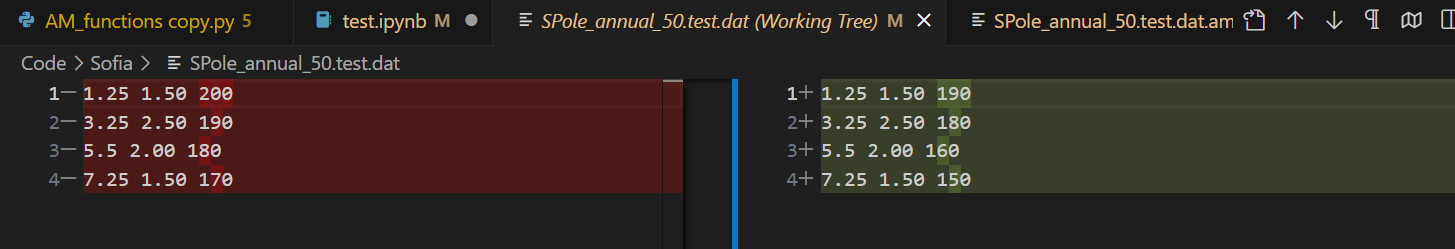 AM_functions copy.py 5 test.ipynb M SPole_annual_50.test.dat (Working Tree) M SPole_annual_50.test.dat.am
Code > Sofia > SPole_annual_50.test.dat
1− 1.25 1.50 200
2− 3.25 2.50 190
3− 5.5 2.00 180
4− 7.25 1.50 170
1+ 1.25 1.50 190
2+ 3.25 2.50 180
3+ 5.5 2.00 160
4+ 7.25 1.50 150